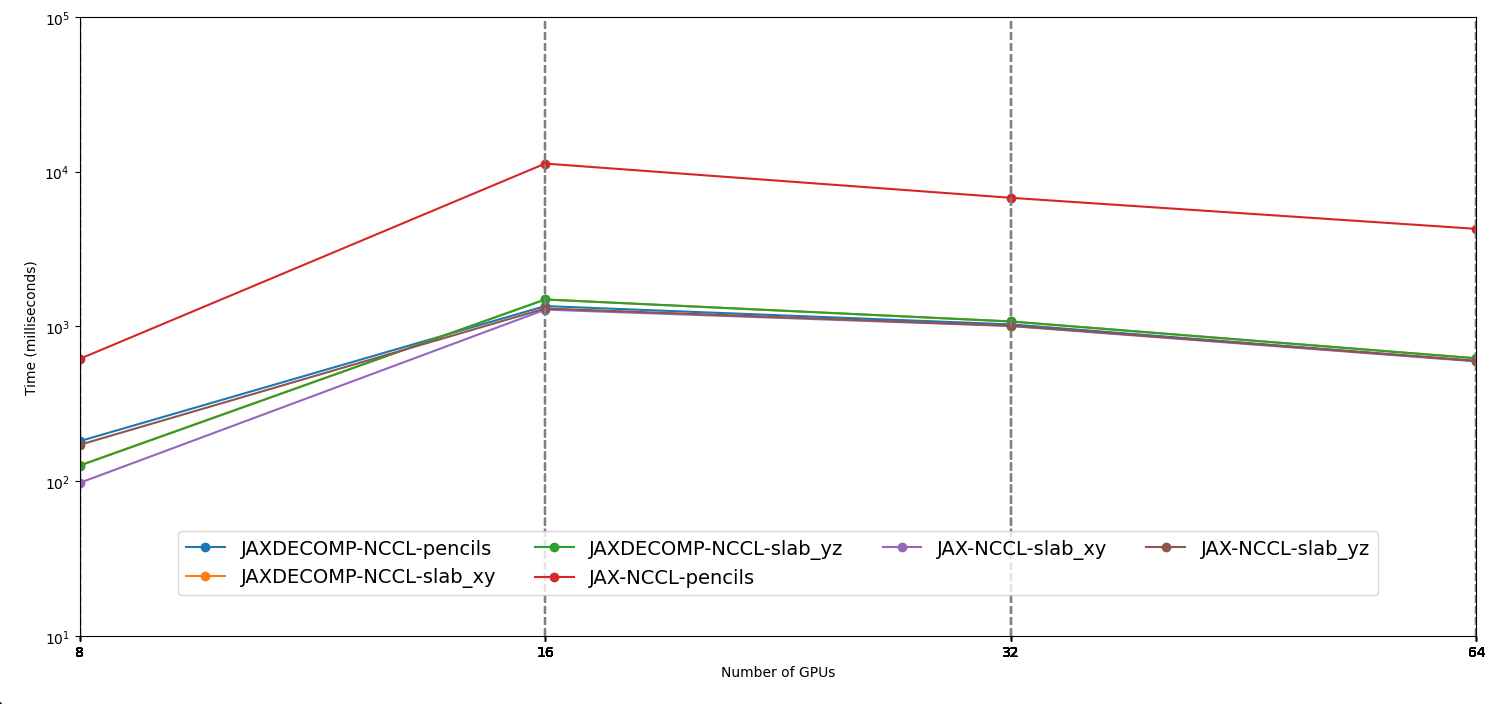 10^5
10^4
10^3
10^2
10^1
Time (milliseconds)
JAXDECOMP-NCCL-pencils JAXDECOMP-NCCL-slab_yz JAX-NCCL-slab_xy JAX-NCCL-slab_yz
JAXDECOMP-NCCL-slab_xy JAX-NCCL-pencils
8 16 32 64
Number of GPUs